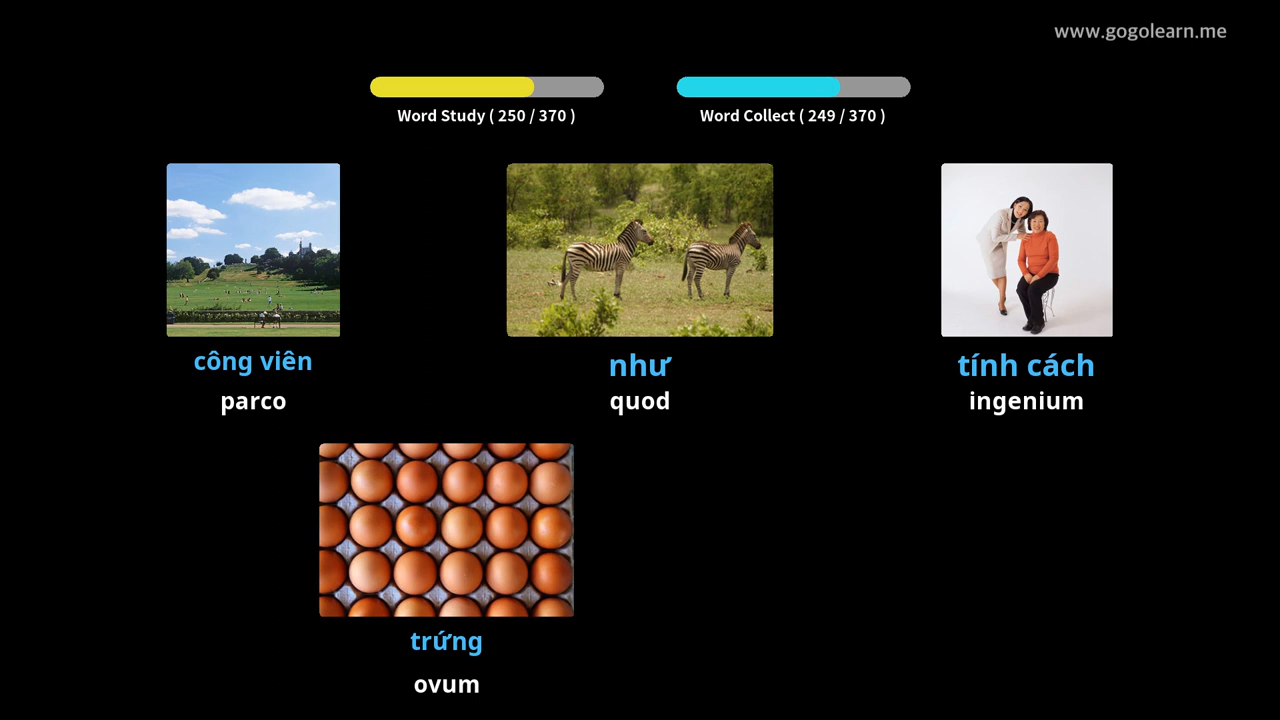 www.gogolearn.me
Word Study ( 250 / 370 )
Word Collect ( 249 / 370 )
công viên
như
tính cách
parco
quod
ingenium
trứng
ovum